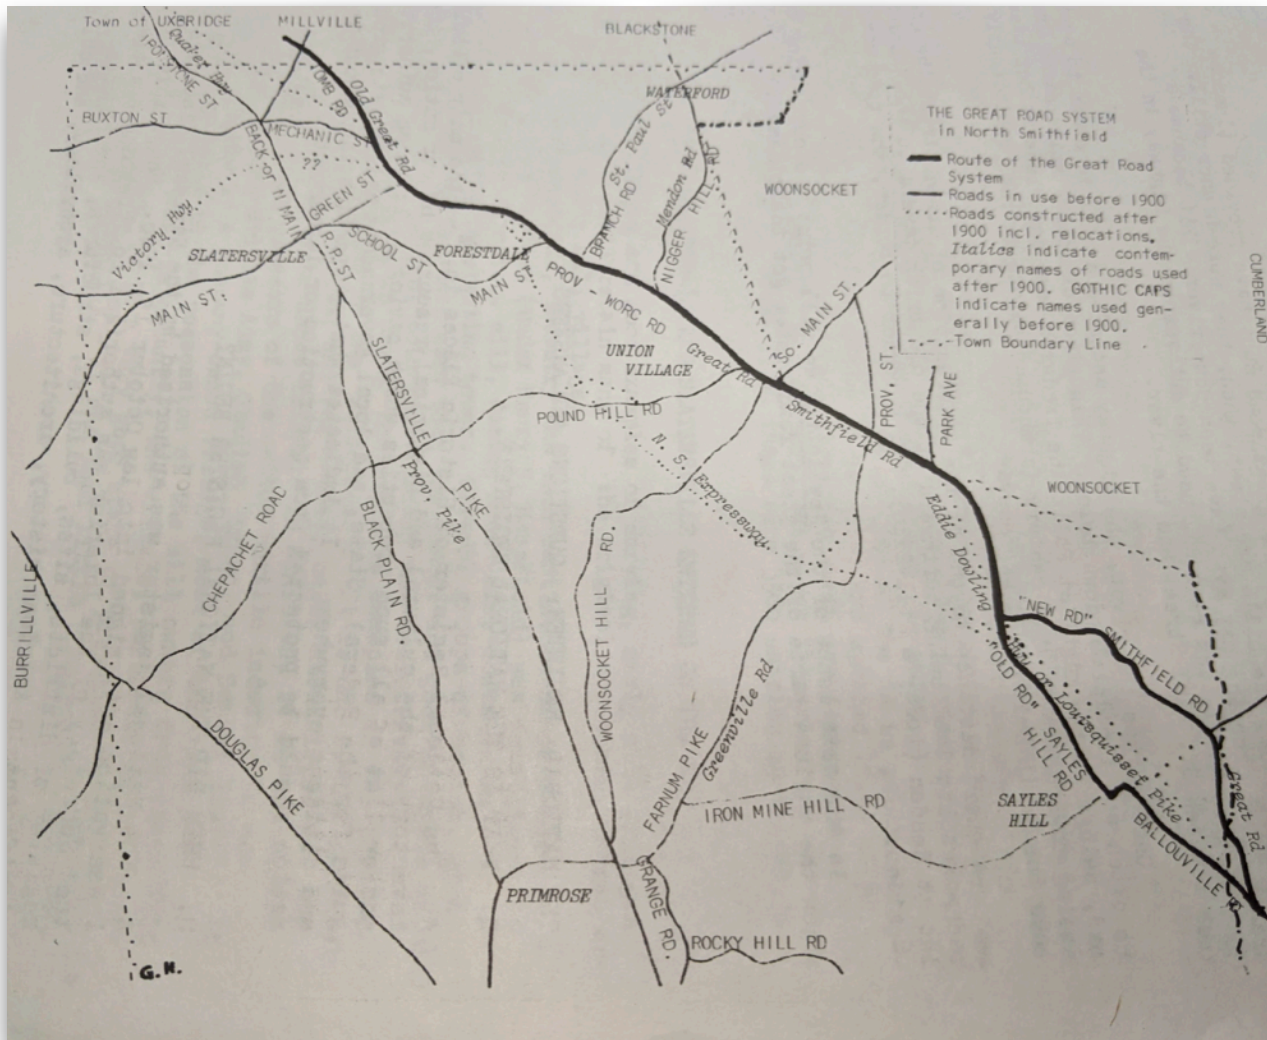 Town of UXBRIDGE
MILLVILLE
BLACKSTONE
Quaker Hwy
IRONSTONE ST
OMB RD.
Old Great Rd
WATERFORD
BUXTON ST
MECHANIC ST
BACK or N MAIN
??
GREEN ST
St. Paul St
BRANCH RD
Mendon Rd
NIGGER HILL RD
WOONSOCKET
THE GREAT ROAD SYSTEM
in North Smithfield
Route of the Great Road
System
Roads in use before 1900
Roads constructed after
1900 incl. relocations.
Italics indicate contem-
porary names of roads used
after 1900. GOTHIC CAPS
indicate names used gen-
erally before 1900.
Town Boundary Line
CUMBERLAND
Victory Hwy
SLATERSVILLE
R.R. ST
SCHOOL ST
FORESTDALE
MAIN ST
MAIN ST.
PROV - WORC RD
So. MAIN ST.
UNION
VILLAGE
Great Rd
Smithfield Rd
PROV. ST.
PARK AVE
SLATERSVILLE
PIKE
Prov. Pike
POUND HILL RD
N. S. Expressway
WOONSOCKET
Eddie Dowling
CHEPACHET ROAD
BLACK PLAIN RD.
WOONSOCKET HILL RD.
BURRILLVILLE
"NEW RD"
SMITHFIELD RD
"OLD RD"
Hwy or Louisquisset Pike
SAYLES
HILL RD
Great Rd
DOUGLAS PIKE
FARNUM PIKE
Greenville Rd
IRON MINE HILL RD
SAYLES
HILL
BALLOUVILLE
PRIMROSE
GRANGE RD.
ROCKY HILL RD
G.H.